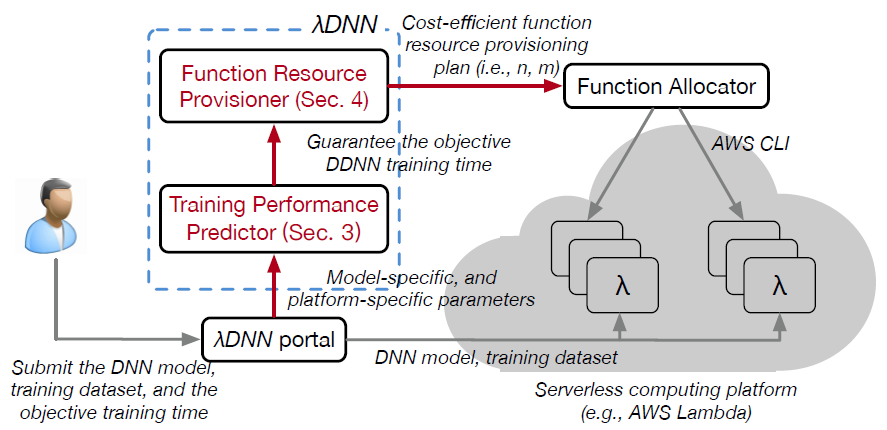 λDNN
Cost-efficient function
resource provisioning
plan (i.e., n, m)
Function Resource
Provisioner (Sec. 4)
Function Allocator
Guarantee the objective
DDNN training time
AWS CLI
Training Performance
Predictor (Sec. 3)
Model-specific, and
platform-specific parameters
λ
λ
λDNN portal
DNN model, training dataset
Submit the DNN model,
training dataset, and the
objective training time
Serverless computing platform
(e.g., AWS Lambda)